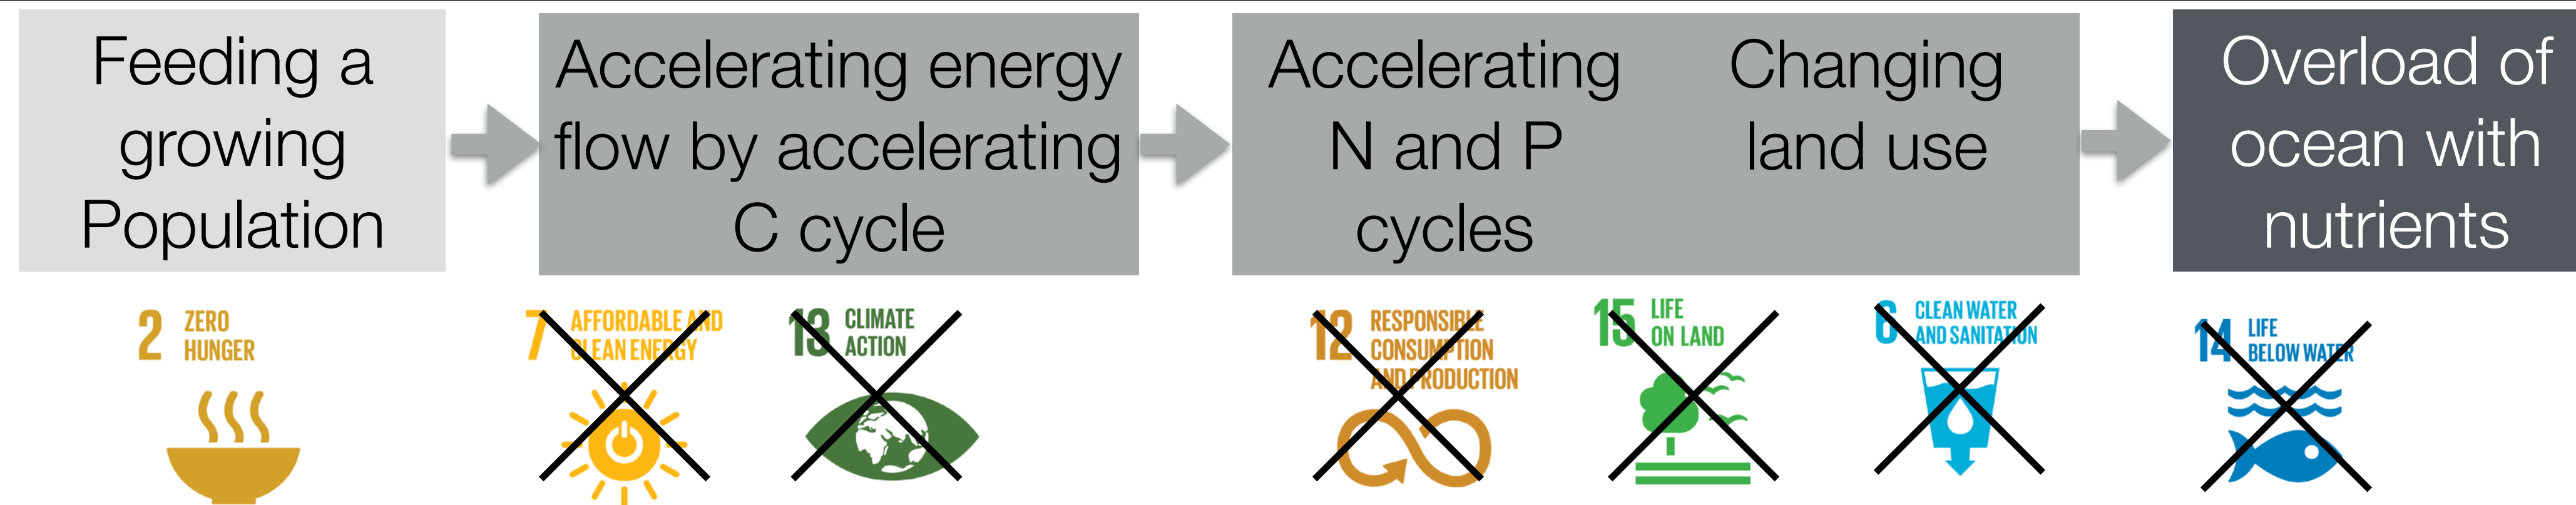 Feeding a
growing
Population
Accelerating energy
flow by accelerating
C cycle
Accelerating
N and P
cycles
Changing
land use
Overload of
ocean with
nutrients
2 ZERO
HUNGER
7 AFFORDABLE AND
CLEAN ENERGY
13 CLIMATE
ACTION
12 RESPONSIBLE
CONSUMPTION
AND PRODUCTION
15 LIFE
ON LAND
6 CLEAN WATER
AND SANITATION
14 LIFE
BELOW WATER